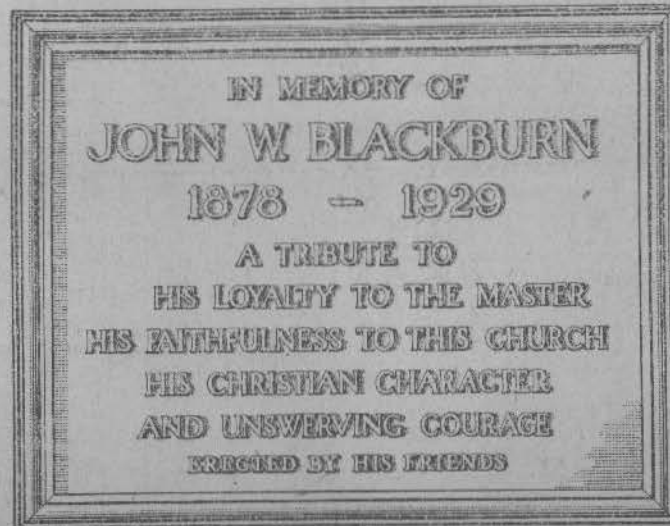 IN MEMORY OF
JOHN W. BLACKBURN
1878 – 1929
A TRIBUTE TO
HIS LOYALTY TO THE MASTER
HIS FAITHFULNESS TO THIS CHURCH
HIS CHRISTIAN CHARACTER
AND UNSWERVING COURAGE
ERECTED BY HIS FRIENDS